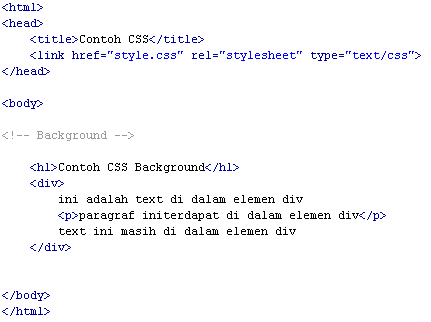 <html>
<head>
<title>Contoh CSS</title>
<link href="style.css" rel="stylesheet" type="text/css">
</head>
<body>
<!-- Background -->
<h1>Contoh CSS Background</h1>
<div>
ini adalah text di dalam elemen div
<p>paragraf initerdapat di dalam elemen div</p>
text ini masih di dalam elemen div
</div>
</body>
</html>